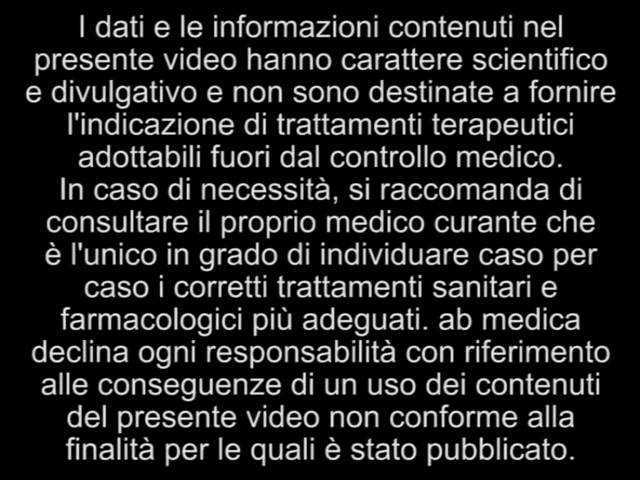 I dati e le informazioni contenuti nel
presente video hanno carattere scientifico
e divulgativo e non sono destinate a fornire
l'indicazione di trattamenti terapeutici
adottabili fuori dal controllo medico.
In caso di necessità, si raccomanda di
consultare il proprio medico curante che
è l'unico in grado di individuare caso per
caso i corretti trattamenti sanitari e
farmacologici più adeguati. ab medica
declina ogni responsabilità con riferimento
alle conseguenze di un uso dei contenuti
del presente video non conforme alla
finalità per le quali è stato pubblicato.